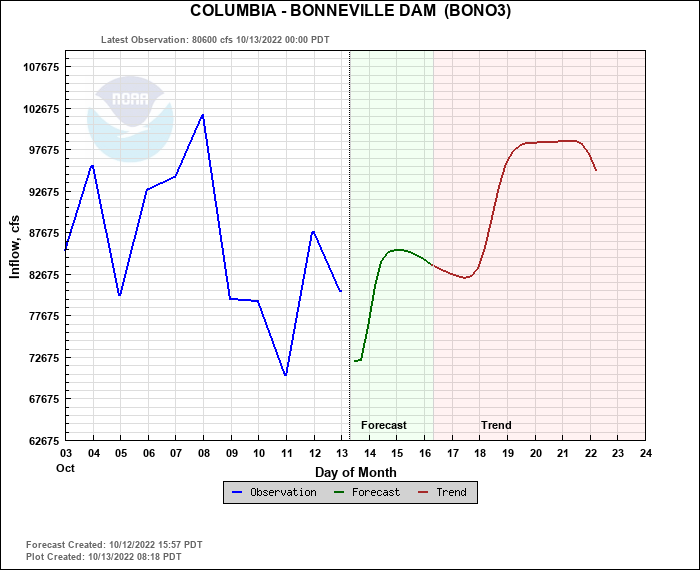 COLUMBIA - BONNEVILLE DAM (BONO3)
Latest Observation: 80600 cfs 10/13/2022 00:00 PDT
107675
102675
97675
92675
87675
82675
77675
72675
67675
62675
Inflow, cfs
NOAA
Forecast Trend
03 04 05 06 07 08 09 10 11 12 13 14 15 16 17 18 19 20 21 22 23 24
Oct
Day of Month
Observation Forecast Trend
Forecast Created: 10/12/2022 15:57 PDT
Plot Created: 10/13/2022 08:18 PDT